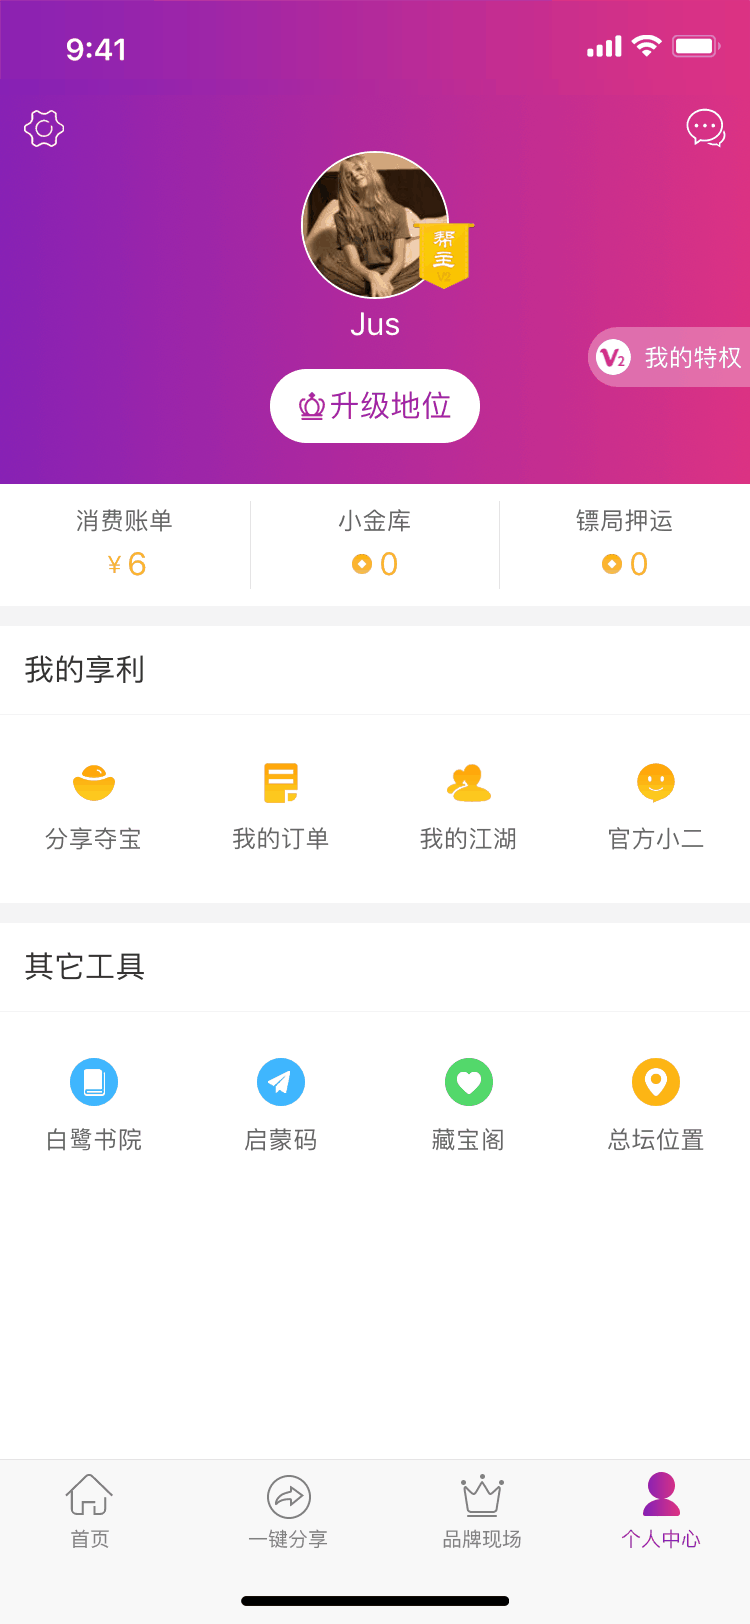 9:41
帮主
V2
Jus
V2 我的特权
升级地位
消费账单 小金库 镖局押运
¥6 0 0
我的享利
分享夺宝 我的订单 我的江湖 官方小二
其它工具
白鹭书院 启蒙码 藏宝阁 总坛位置
首页 一键分享 品牌现场 个人中心